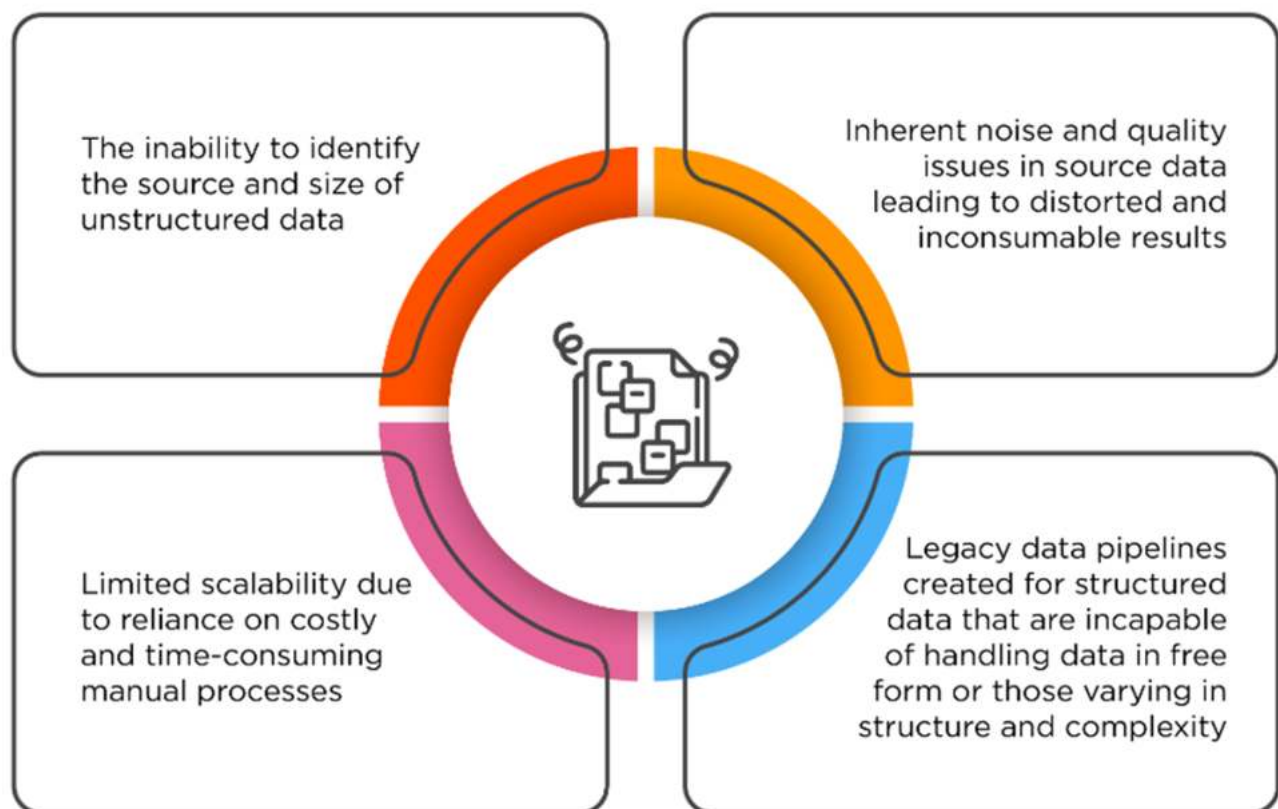 The inability to identify
the source and size of
unstructured data
Inherent noise and quality
issues in source data
leading to distorted and
inconsumable results
Limited scalability due
to reliance on costly
and time-consuming
manual processes
Legacy data pipelines
created for structured
data that are incapable
of handling data in free
form or those varying in
structure and complexity